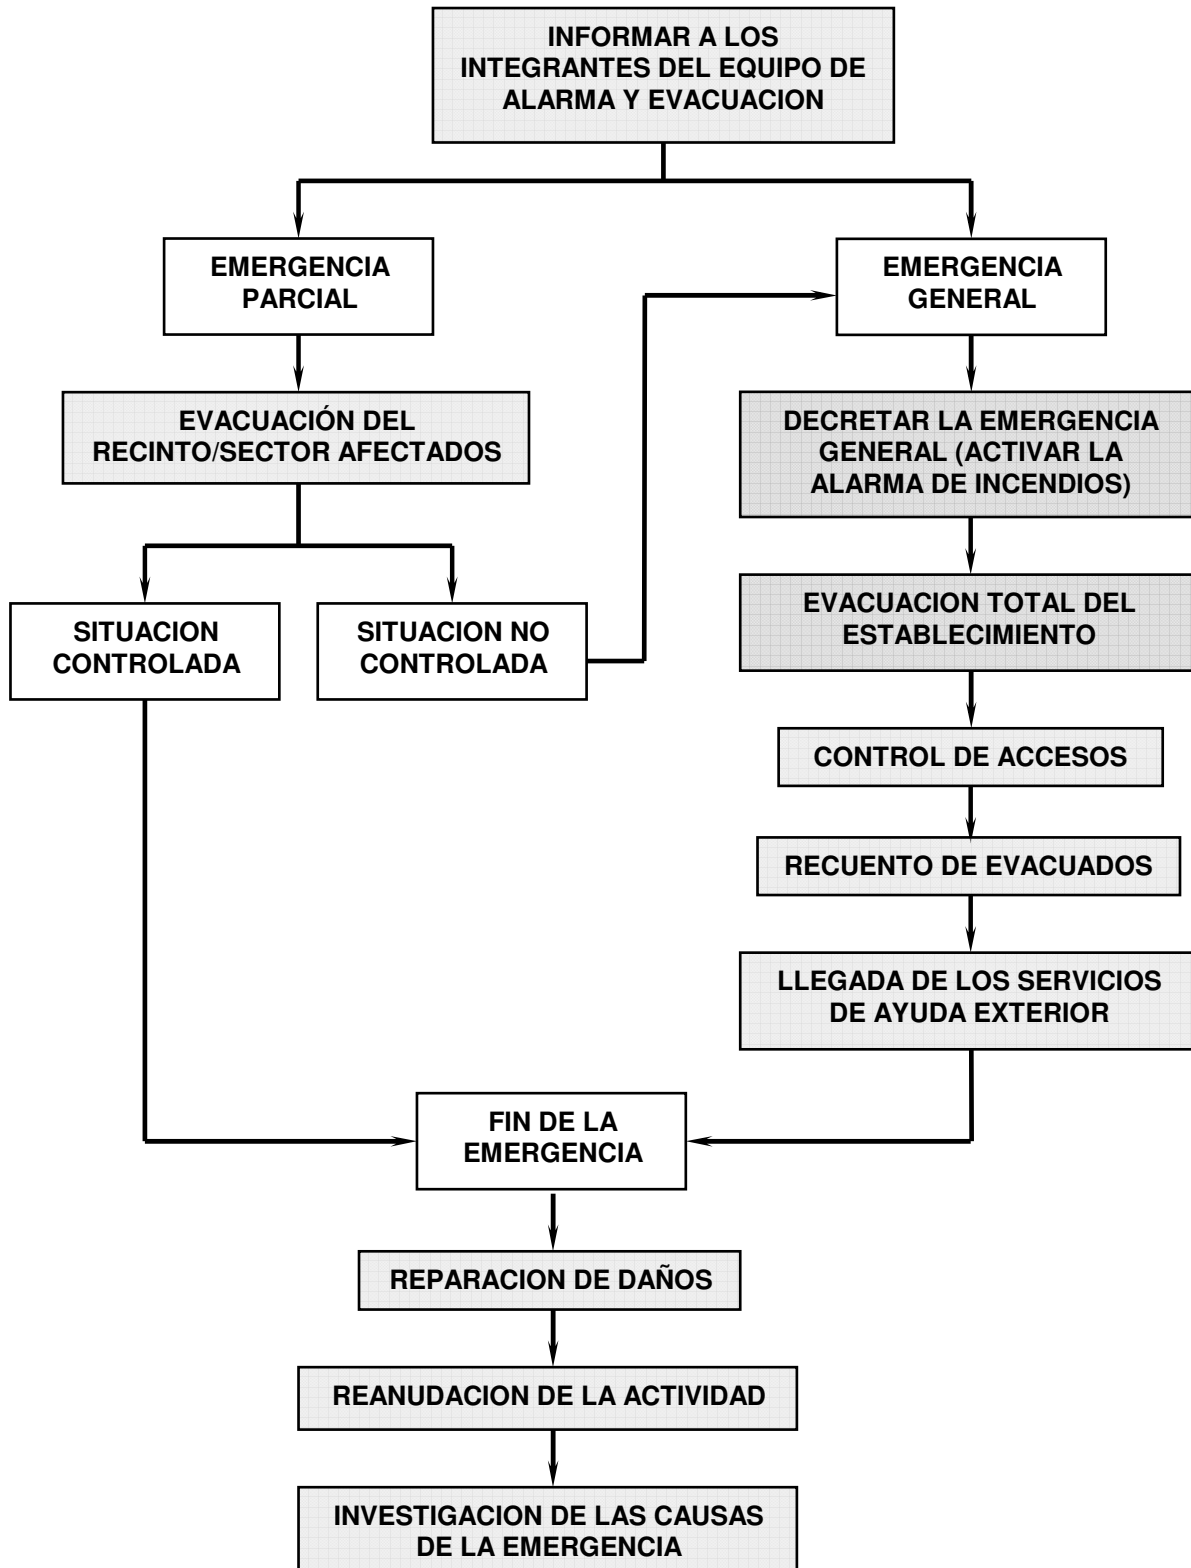 INFORMAR A LOS
INTEGRANTES DEL EQUIPO DE
ALARMA Y EVACUACION
EMERGENCIA
PARCIAL
EMERGENCIA
GENERAL
EVACUACIÓN DEL
RECINTO/SECTOR AFECTADOS
DECRETAR LA EMERGENCIA
GENERAL (ACTIVAR LA
ALARMA DE INCENDIOS)
SITUACION
CONTROLADA
SITUACION NO
CONTROLADA
EVACUACION TOTAL DEL
ESTABLECIMIENTO
CONTROL DE ACCESOS
RECUENTO DE EVACUADOS
LLEGADA DE LOS SERVICIOS
DE AYUDA EXTERIOR
FIN DE LA
EMERGENCIA
REPARACION DE DAÑOS
REANUDACION DE LA ACTIVIDAD
INVESTIGACION DE LAS CAUSAS
DE LA EMERGENCIA